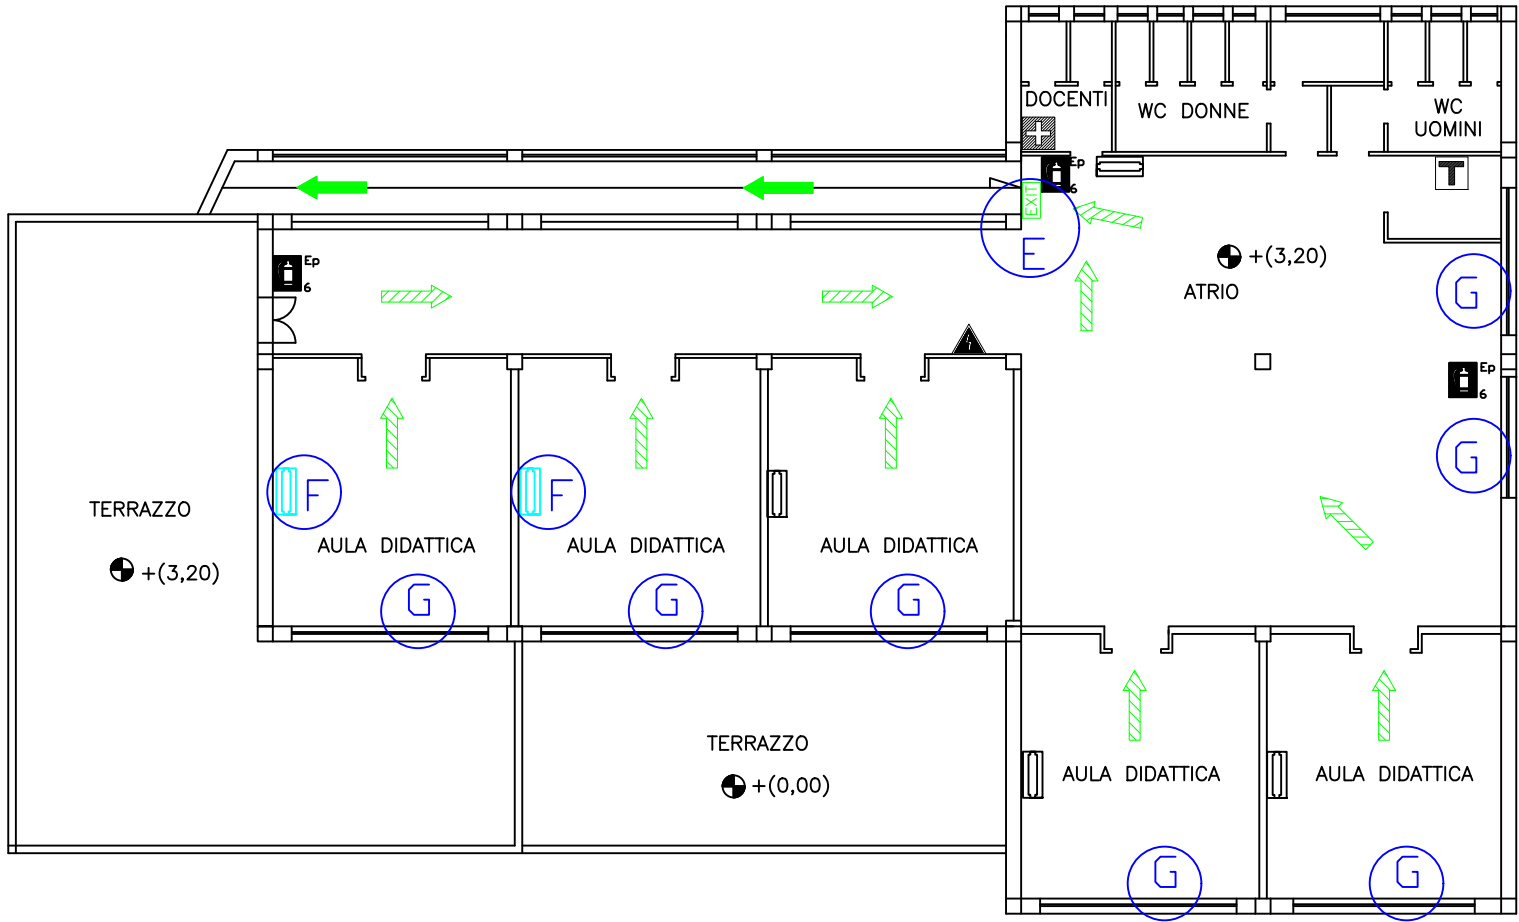 DOCENTI
WC DONNE
WC
UOMINI
Ep
6
T
EXIT
E
+(3,20)
ATRIO
G
Ep
6
Ep
6
G
F
F
TERRAZZO
+(3,20)
AULA DIDATTICA
AULA DIDATTICA
AULA DIDATTICA
G
G
G
TERRAZZO
+(0,00)
AULA DIDATTICA
AULA DIDATTICA
G
G